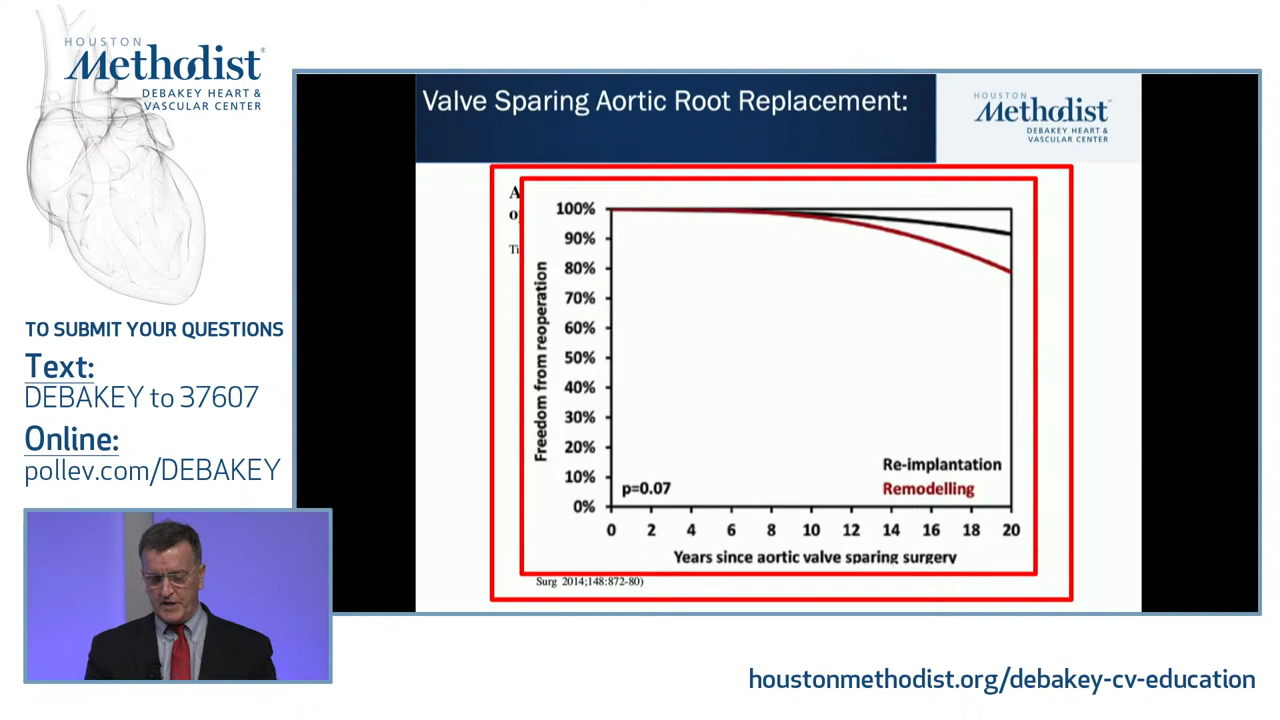 HOUSTON
Methodist®
DEBAKEY HEART &
VASCULAR CENTER
TO SUBMIT YOUR QUESTIONS
Text:
DEBAKEY to 37607
Online:
pollev.com/DEBAKEY
Valve Sparing Aortic Root Replacement:
HOUSTON
Methodist
DEBAKEY HEART &
VASCULAR CENTER
Freedom from reoperation
100%
90%
80%
70%
60%
50%
40%
30%
20%
10%
0%
Re-implantation
Remodelling
p=0.07
0 2 4 6 8 10 12 14 16 18 20
Years since aortic valve sparing surgery
Surg 2014;148:872-80)
houstonmethodist.org/debakey-cv-education